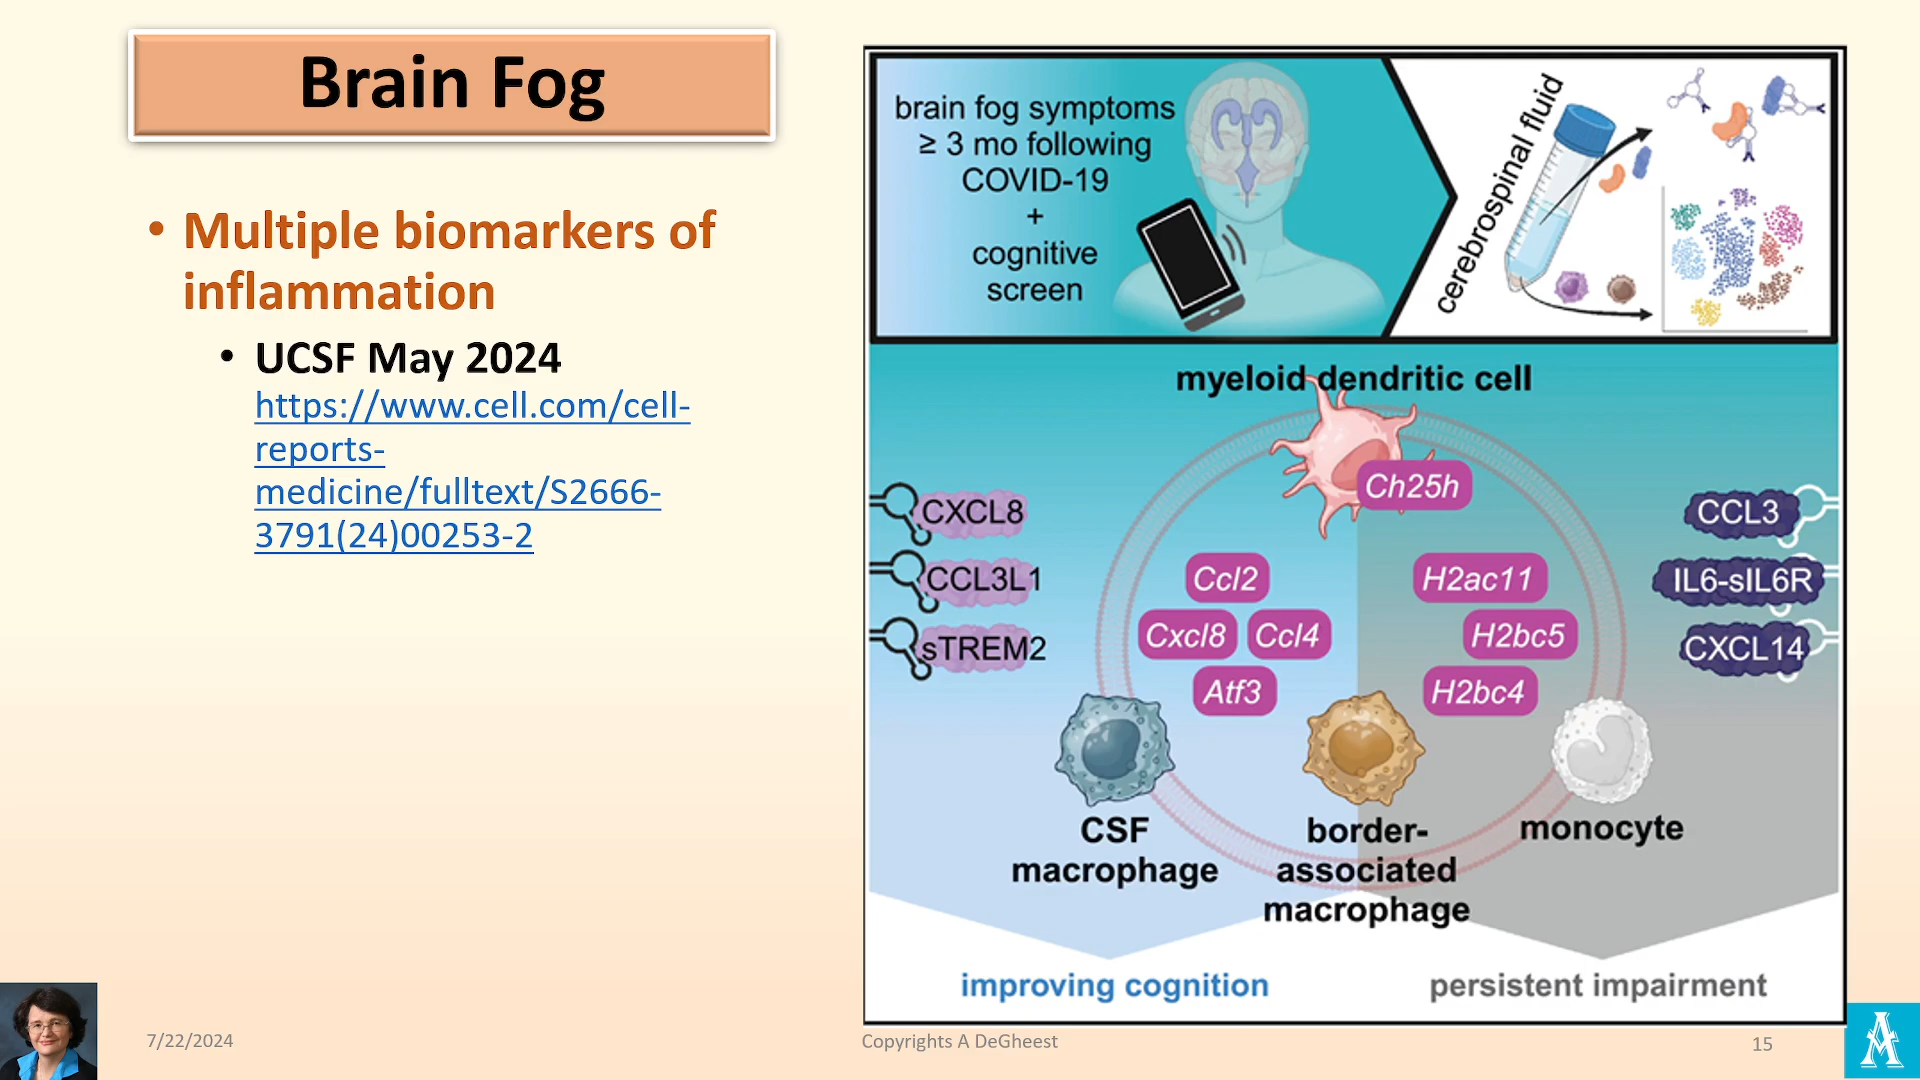 Brain Fog
• Multiple biomarkers of
inflammation
• UCSF May 2024
https://www.cell.com/cell-
reports-
medicine/fulltext/S2666-
3791(24)00253-2
brain fog symptoms
≥ 3 mo following
COVID-19
+
cognitive
screen
cerebrospinal fluid
myeloid dendritic cell
Ch25h
CXCL8
CCL3L1
sTREM2
Ccl2
Cxcl8 Ccl4
Atf3
H2ac11
H2bc5
H2bc4
CCL3
IL6-sIL6R
CXCL14
CSF
macrophage
border-
associated
macrophage
monocyte
improving cognition
persistent impairment
7/22/2024
Copyrights A DeGheest
15
A